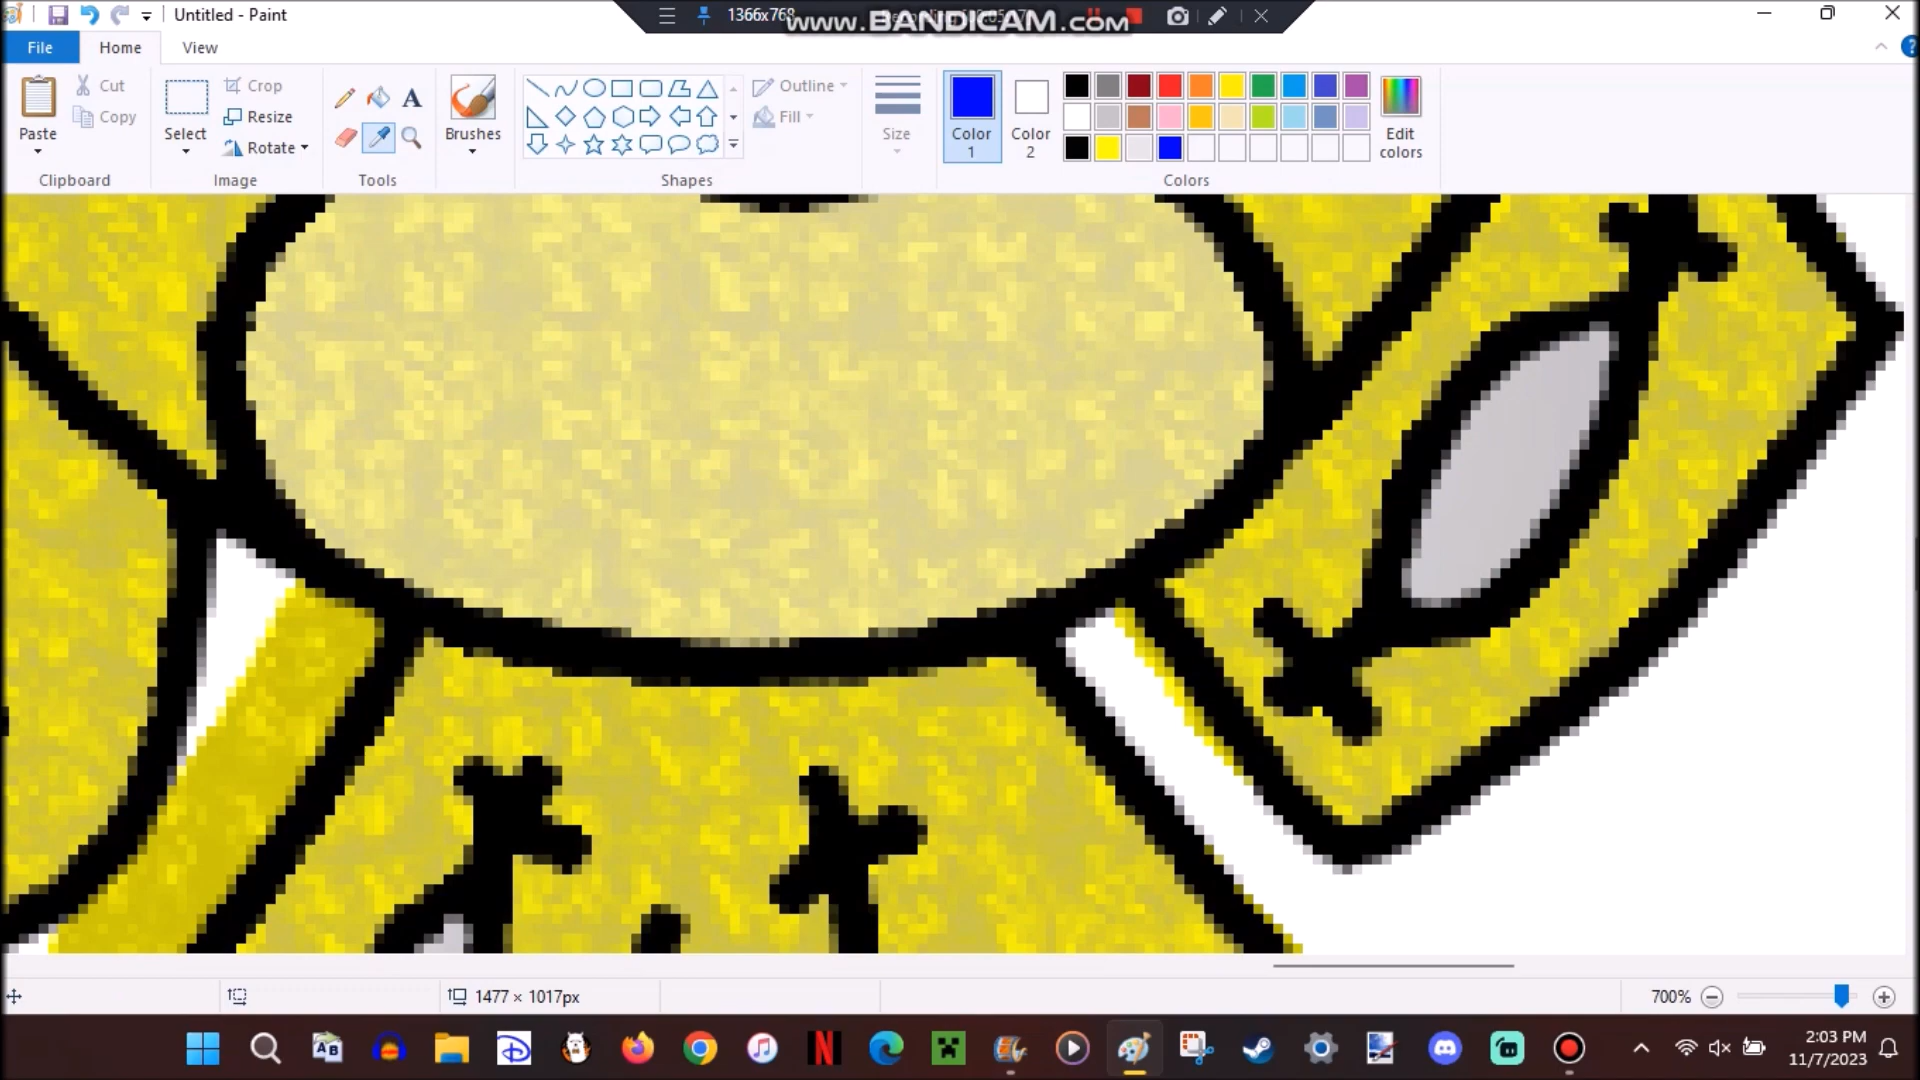 Untitled - Paint
1366x768
www.BANDICAM.com
File
Home
View
Paste
Cut
Copy
Clipboard
Select
Crop
Resize
Rotate
Image
A
Tools
Brushes
Shapes
Outline
Fill
Size
Color
1
Color
2
Edit
colors
Colors
1477 × 1017px
700%
2:03 PM
11/7/2023